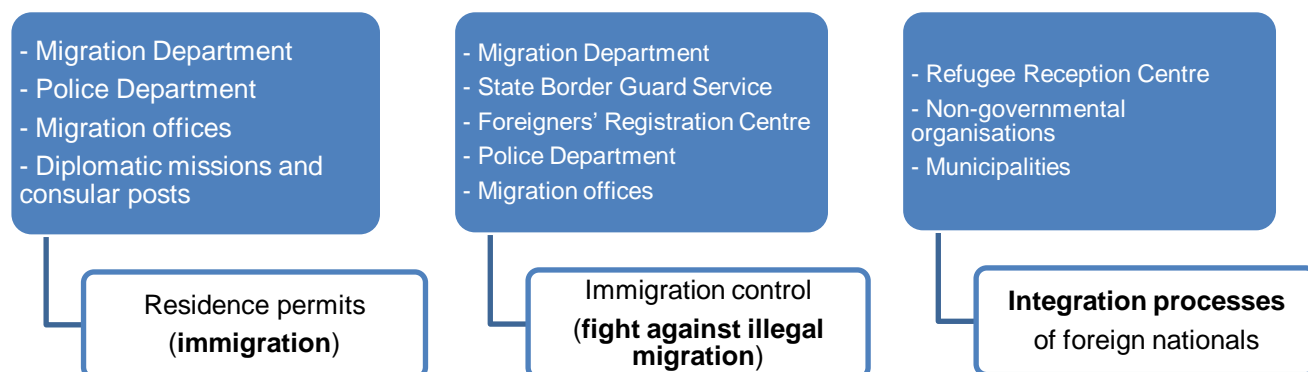 - Migration Department
- Police Department
- Migration offices
- Diplomatic missions and
consular posts
Residence permits
(immigration)
- Migration Department
- State Border Guard Service
- Foreigners’ Registration Centre
- Police Department
- Migration offices
Immigration control
(fight against illegal
migration)
- Refugee Reception Centre
- Non-governmental
organisations
- Municipalities
Integration processes
of foreign nationals